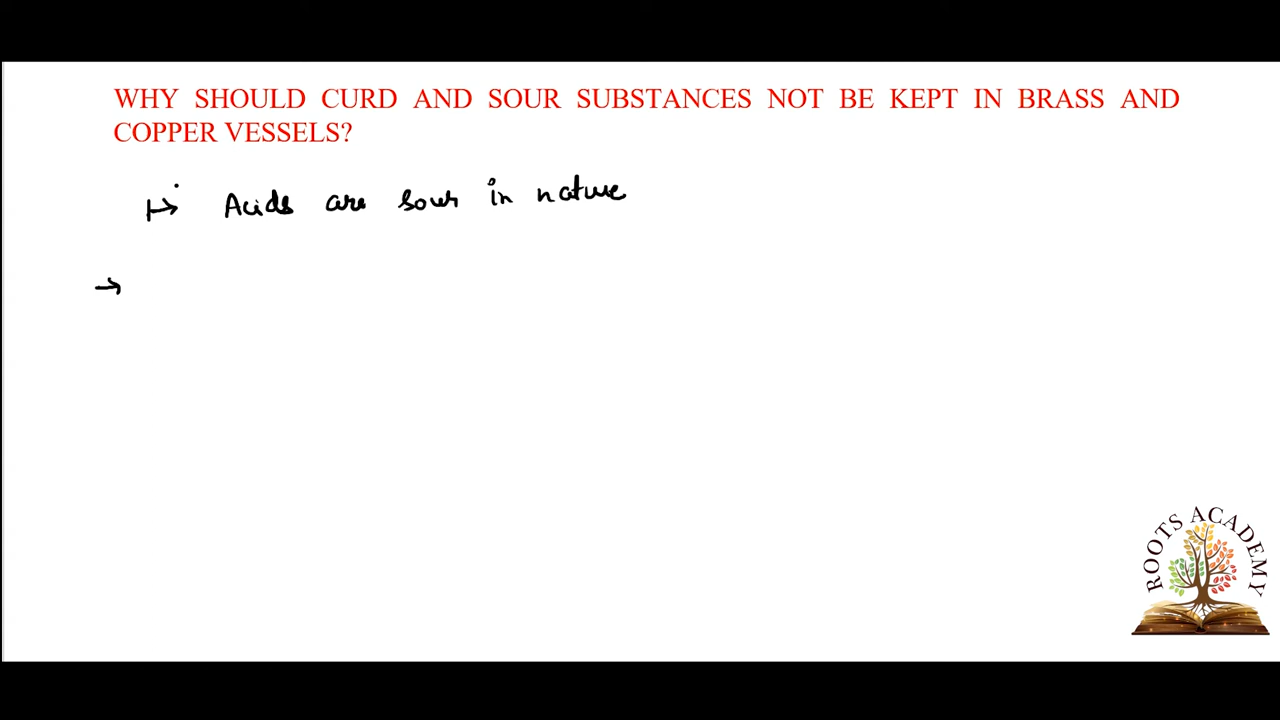 WHY SHOULD CURD AND SOUR SUBSTANCES NOT BE KEPT IN BRASS AND
COPPER VESSELS?
Acids are sour in nature
ROOTS ACADEMY